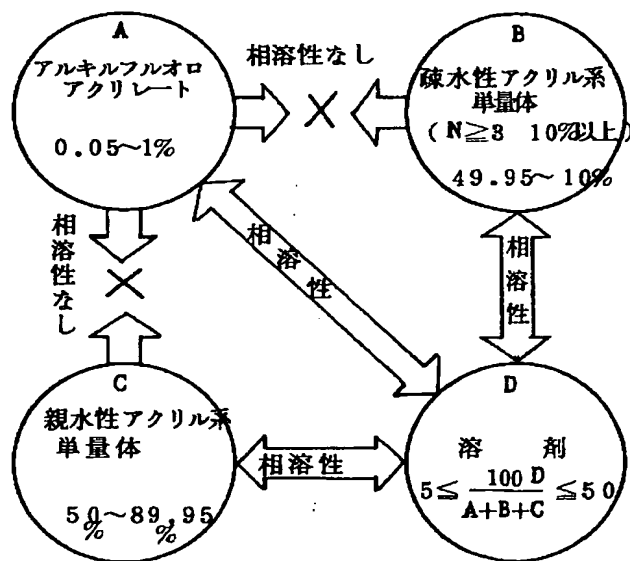 A
アルキルフルオロ
アクリレート
0.05〜1%
相溶性なし
B
疎水性アクリル系
単量体
(N≧3 10%以上)
49.95〜10%
相溶性なし
相溶性
相溶性
C
親水性アクリル系
単量体
50%〜89,95%
相溶性
D
溶剤
5≦ 100D / A+B+C ≦50